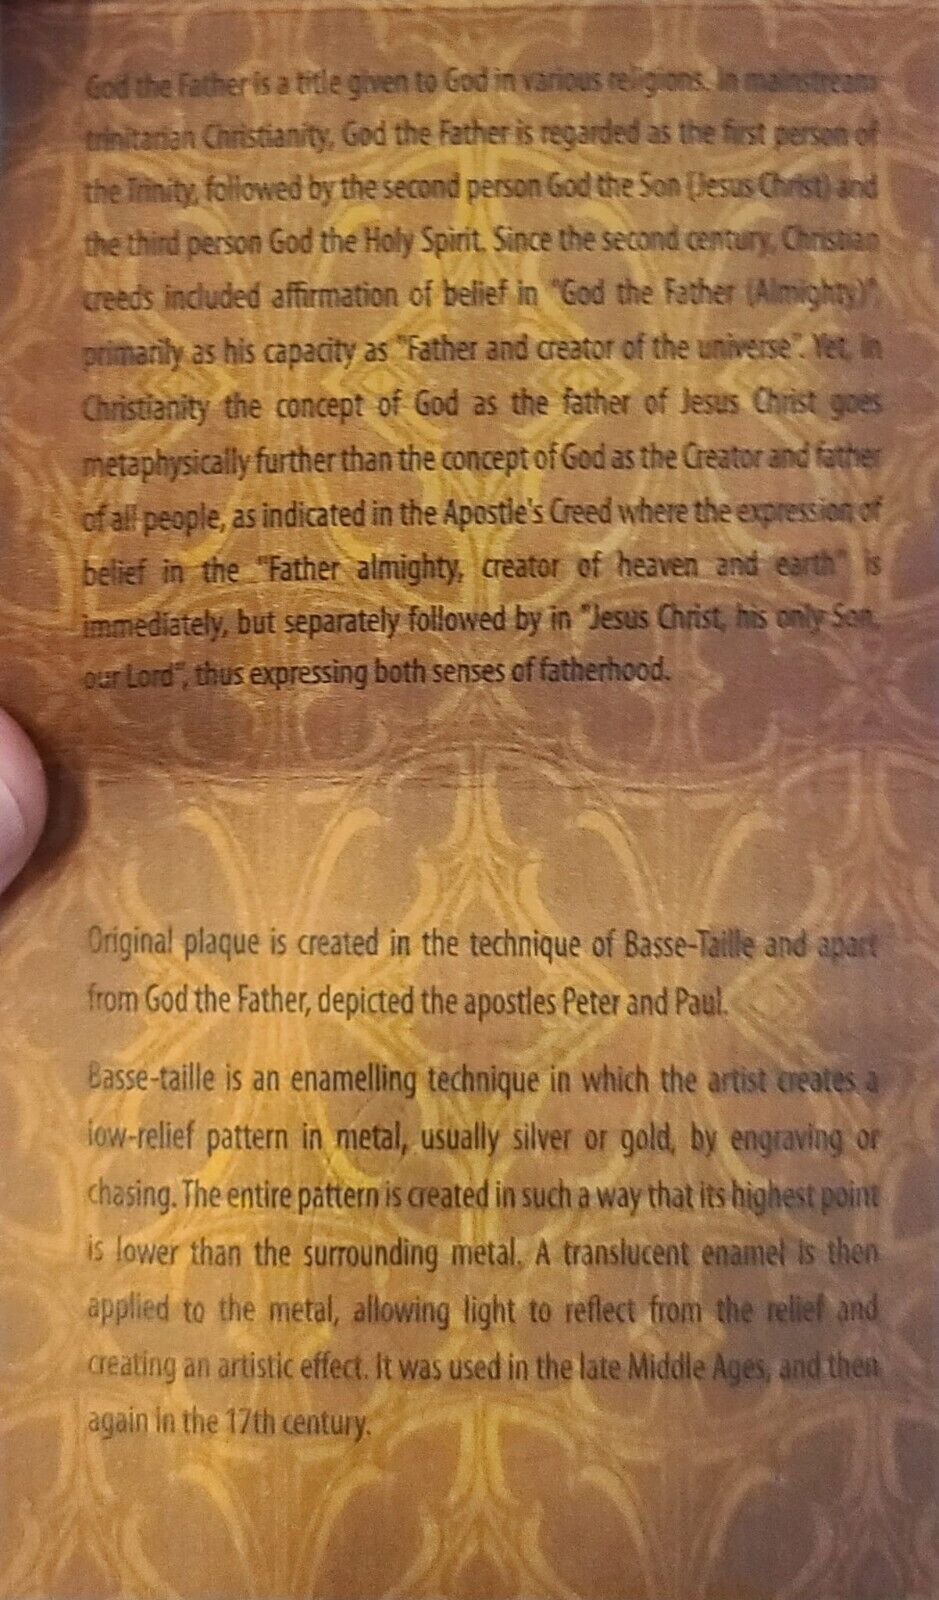 God the Father is a title given to God in various religions. In mainstream
trinitarian Christianity, God the Father is regarded as the first person of
the Trinity, followed by the second person God the Son (Jesus Christ) and
the third person God the Holy Spirit. Since the second century, Christian
creeds included affirmation of belief in "God the Father (Almighty)",
primarily as his capacity as "Father and creator of the universe". Yet, in
Christianity the concept of God as the father of Jesus Christ goes
metaphysically further than the concept of God as the Creator and father
of all people, as indicated in the Apostle's Creed where the expression of
belief in the "Father almighty, creator of heaven and earth" is
immediately, but separately followed by in "Jesus Christ, his only Son,
our Lord", thus expressing both senses of fatherhood.
Original plaque is created in the technique of Basse-Taille and apart
from God the Father, depicted the apostles Peter and Paul.
Basse-taille is an enamelling technique in which the artist creates a
low-relief pattern in metal, usually silver or gold, by engraving or
chasing. The entire pattern is created in such a way that its highest point
is lower than the surrounding metal. A translucent enamel is then
applied to the metal, allowing light to reflect from the relief and
creating an artistic effect. It was used in the late Middle Ages, and then
again in the 17th century.